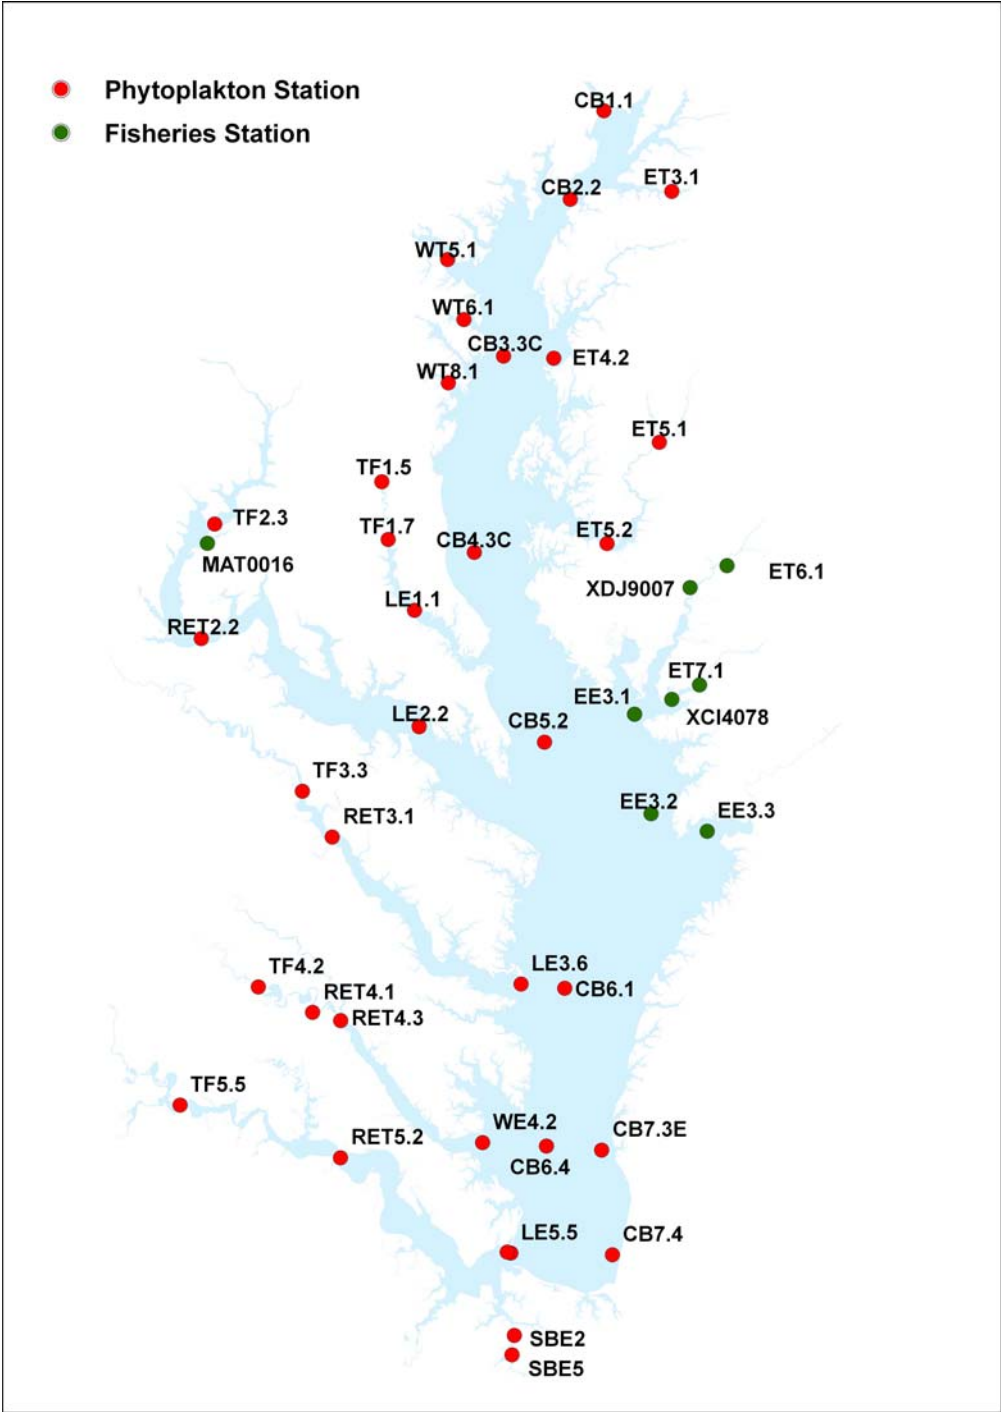 Phytoplakton Station
Fisheries Station
CB1.1
ET3.1
CB2.2
WT5.1
WT6.1
CB3.3C
ET4.2
WT8.1
ET5.1
TF1.5
TF2.3
TF1.7
CB4.3C
ET5.2
MAT0016
ET6.1
XDJ9007
LE1.1
RET2.2
ET7.1
EE3.1
LE2.2
CB5.2
XCI4078
TF3.3
EE3.2
EE3.3
RET3.1
LE3.6
TF4.2
CB6.1
RET4.1
RET4.3
TF5.5
WE4.2
CB7.3E
RET5.2
CB6.4
LE5.5
CB7.4
SBE2
SBE5